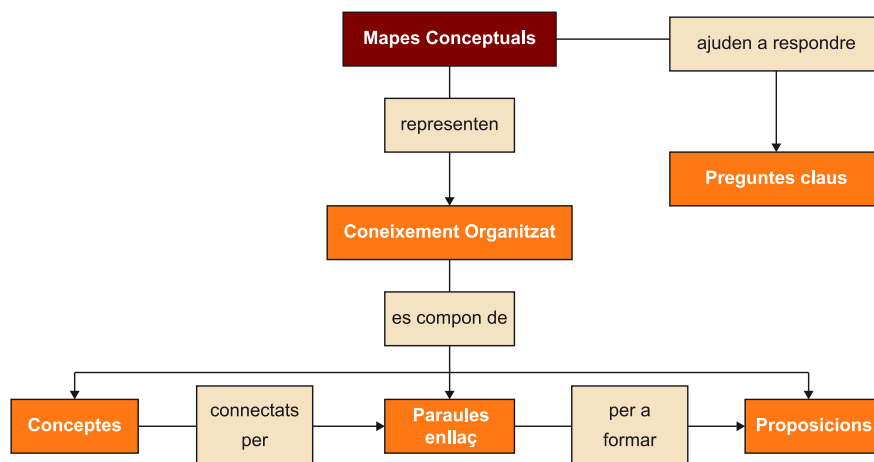 Mapes Conceptuals
ajuden a respondre
representen
Preguntes claus
Coneixement Organitzat
es compon de
Conceptes
connectats
per
Paraules
enllaç
per a
formar
Proposicions